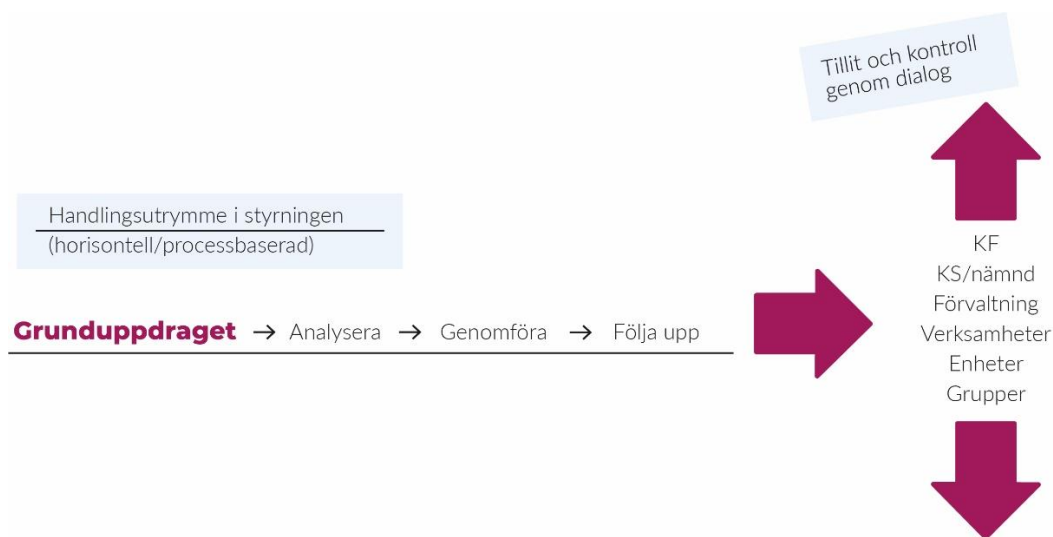 Tillit och kontroll
genom dialog
Handlingsutrymme i styrningen
(horisontell/processbaserad)
Grunduppdraget → Analysera → Genomföra → Följa upp
KF
KS/nämnd
Förvaltning
Verksamheter
Enheter
Grupper